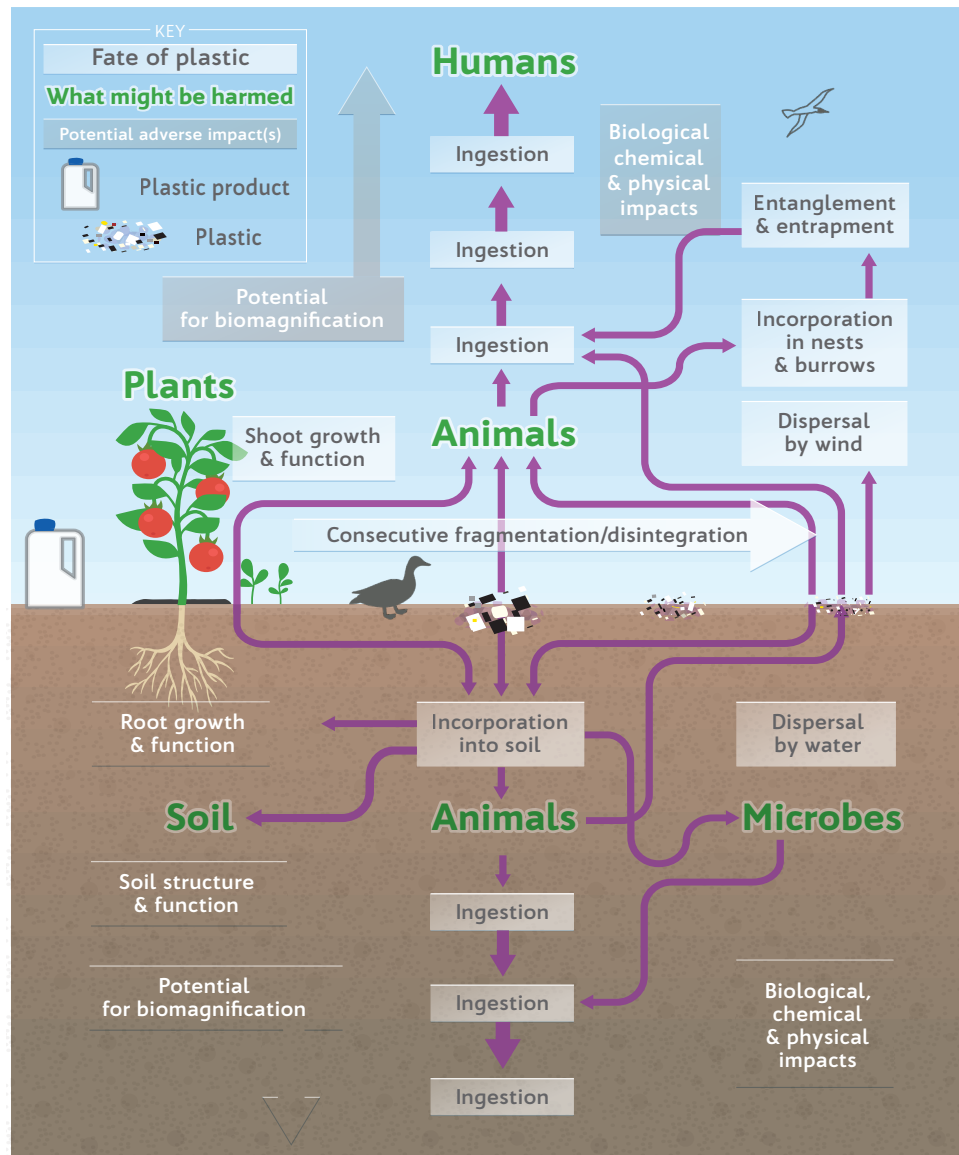 KEY
Fate of plastic
What might be harmed
Potential adverse impact(s)
Plastic product
Plastic
Humans
Ingestion
Biological
chemical
& physical
impacts
Entanglement
& entrapment
Ingestion
Potential
for biomagnification
Ingestion
Incorporation
in nests
& burrows
Plants
Shoot growth
& function
Animals
Dispersal
by wind
Consecutive fragmentation/disintegration
Root growth
& function
Incorporation
into soil
Dispersal
by water
Soil
Animals
Microbes
Soil structure
& function
Ingestion
Potential
for biomagnification
Ingestion
Biological,
chemical
& physical
impacts
Ingestion